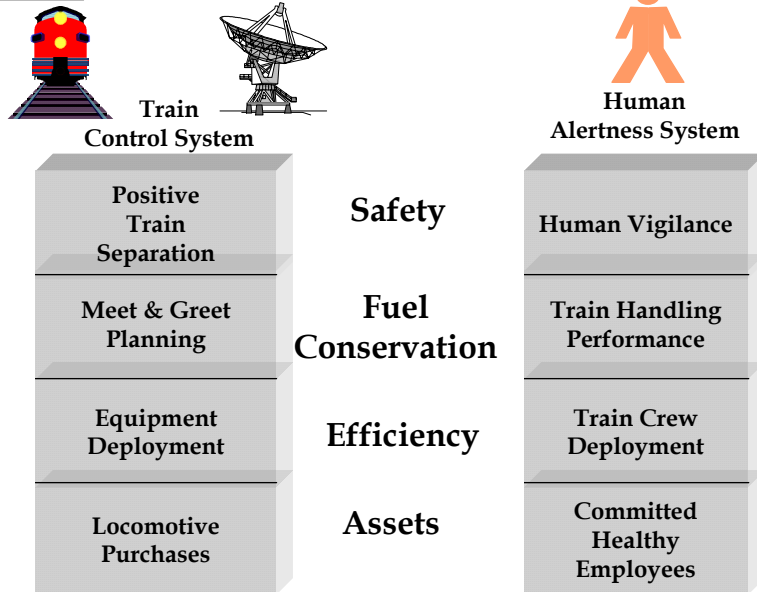 Train
Control System
Human
Alertness System
Positive
Train
Separation
Safety
Human Vigilance
Meet & Greet
Planning
Fuel
Conservation
Train Handling
Performance
Equipment
Deployment
Efficiency
Train Crew
Deployment
Locomotive
Purchases
Assets
Committed
Healthy
Employees